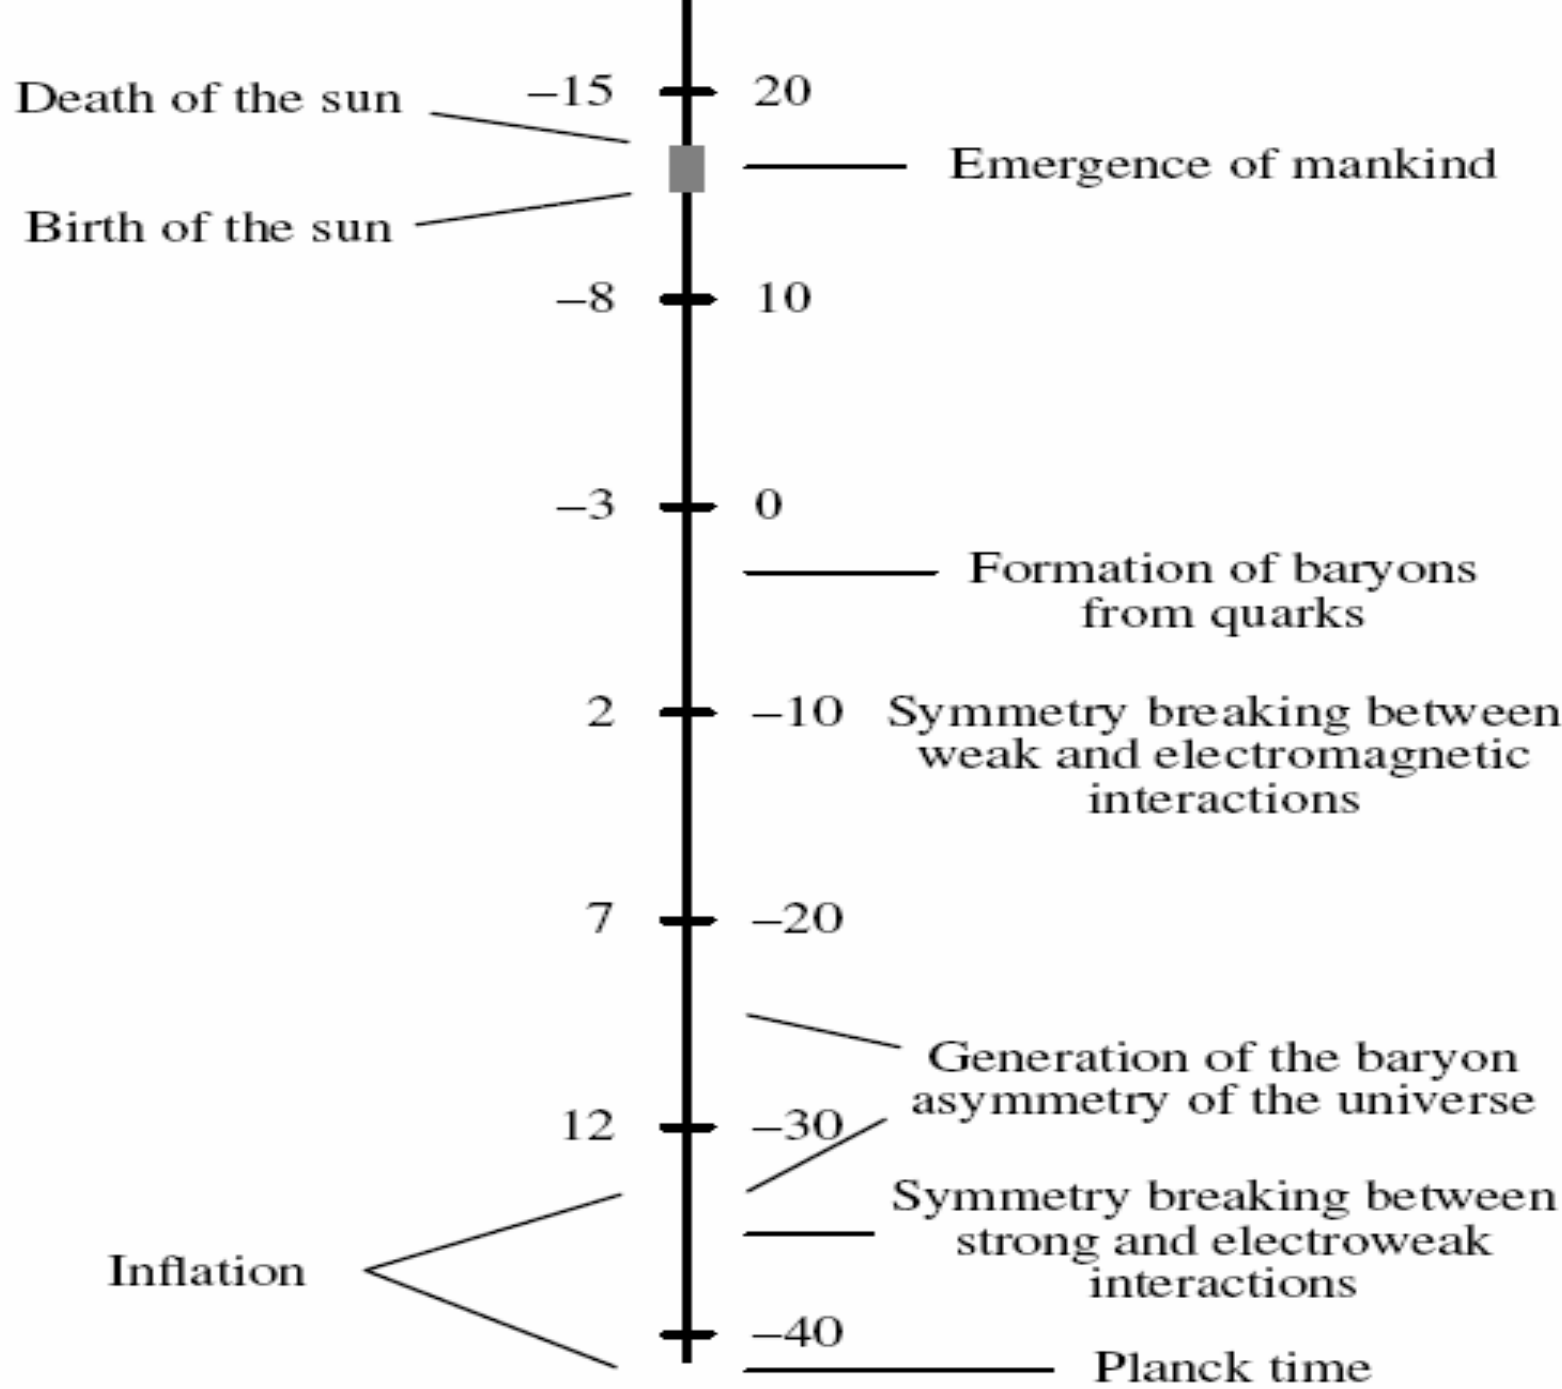 Death of the sun
–15
20
Emergence of mankind
Birth of the sun
–8
10
–3
0
Formation of baryons
from quarks
2
–10
Symmetry breaking between
weak and electromagnetic
interactions
7
–20
Generation of the baryon
asymmetry of the universe
12
–30
Symmetry breaking between
strong and electroweak
interactions
Inflation
–40
Planck time